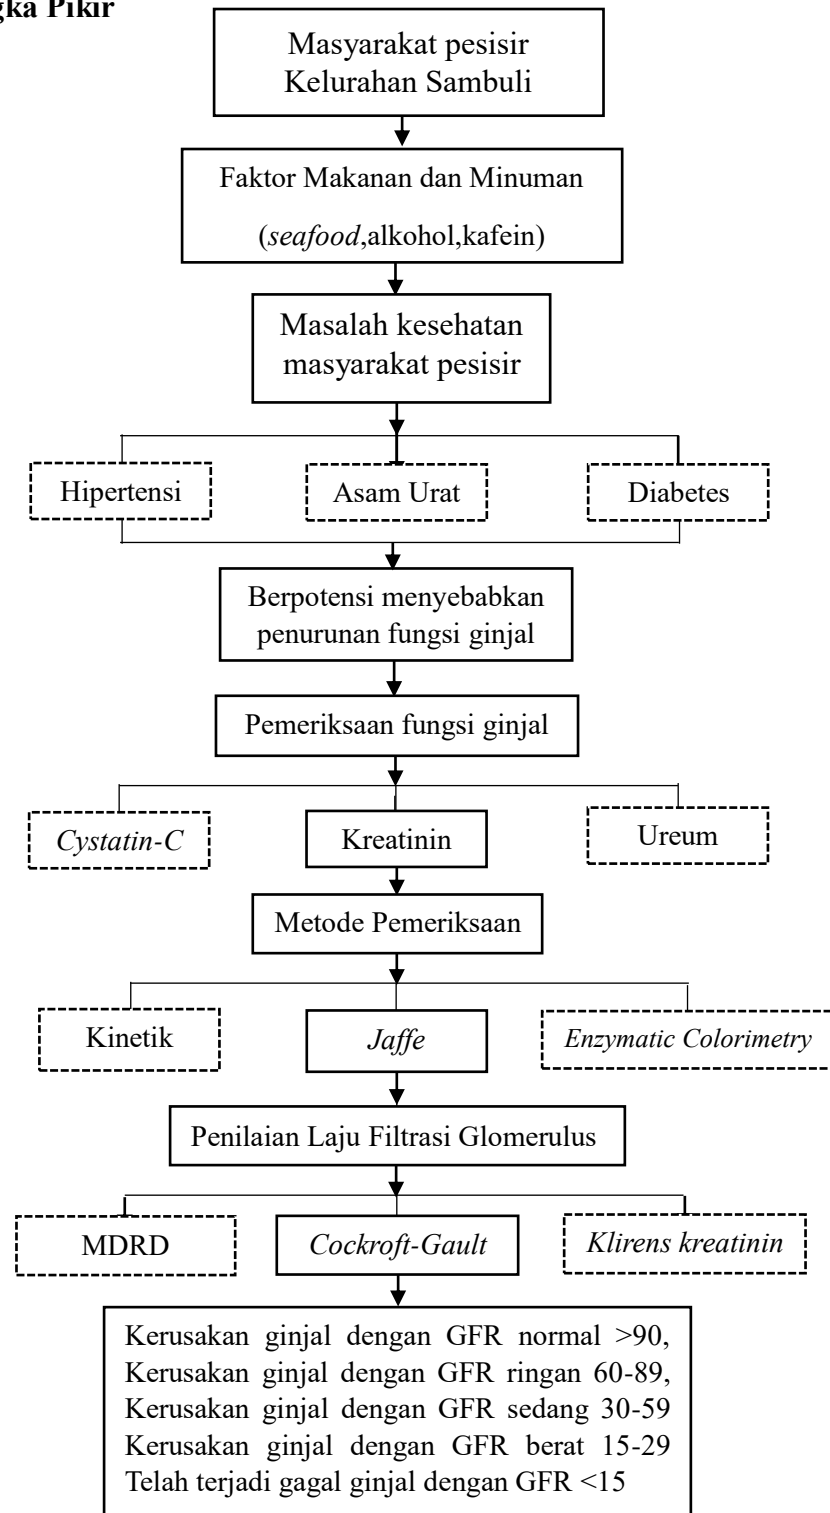 gka Pikir
Masyarakat pesisir
Kelurahan Sambuli
Faktor Makanan dan Minuman
(seafood,alkohol,kafein)
Masalah kesehatan
masyarakat pesisir
Hipertensi
Asam Urat
Diabetes
Berpotensi menyebabkan
penurunan fungsi ginjal
Pemeriksaan fungsi ginjal
Cystatin-C
Kreatinin
Ureum
Metode Pemeriksaan
Kinetik
Jaffe
Enzymatic Colorimetry
Penilaian Laju Filtrasi Glomerulus
MDRD
Cockroft-Gault
Klirens kreatinin
Kerusakan ginjal dengan GFR normal >90,
Kerusakan ginjal dengan GFR ringan 60-89,
Kerusakan ginjal dengan GFR sedang 30-59
Kerusakan ginjal dengan GFR berat 15-29
Telah terjadi gagal ginjal dengan GFR <15